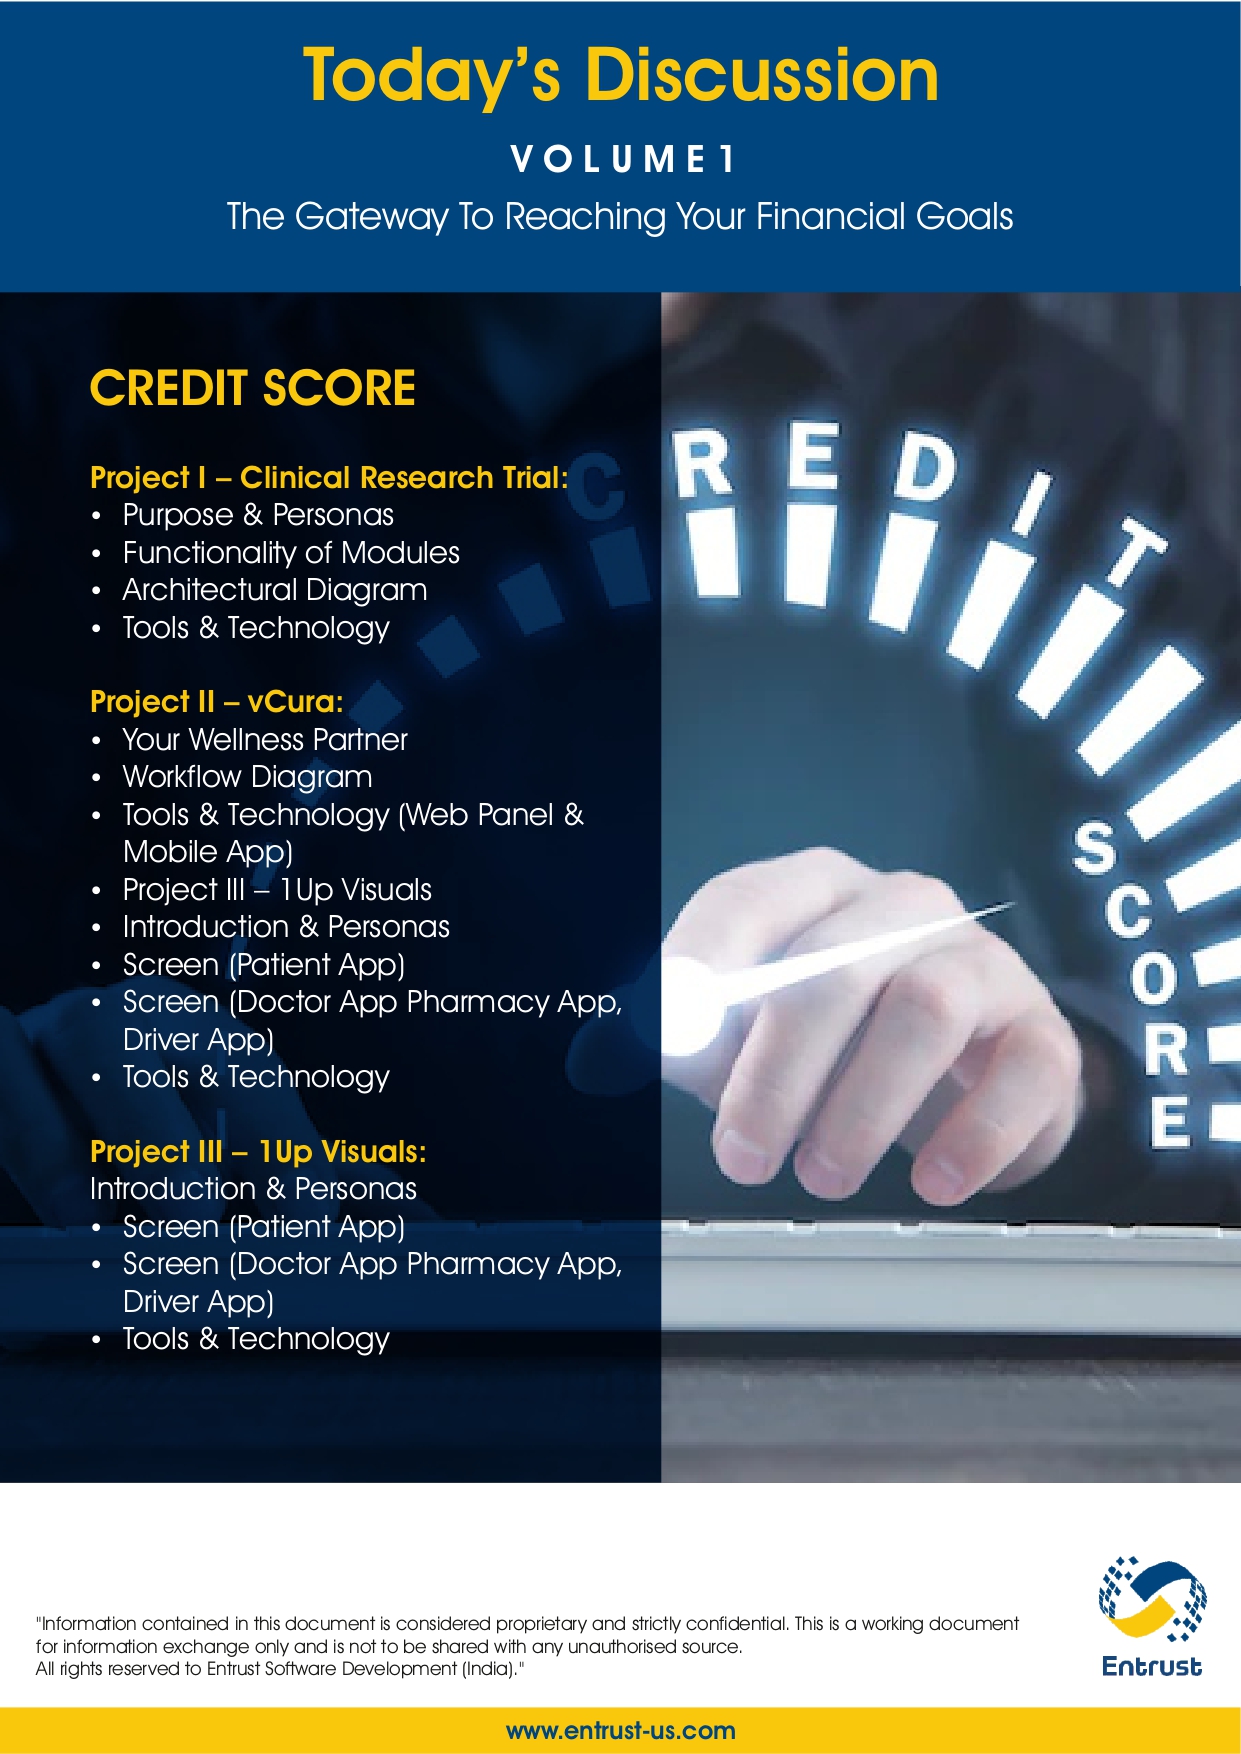 Today’s Discussion
VOLUME1
The Gateway To Reaching Your Financial Goals
CREDIT SCORE
Project I – Clinical Research Trial:
• Purpose & Personas
• Functionality of Modules
• Architectural Diagram
• Tools & Technology
Project II – vCura:
• Your Wellness Partner
• Workflow Diagram
• Tools & Technology (Web Panel &
Mobile App)
• Project III – 1Up Visuals
• Introduction & Personas
• Screen (Patient App)
• Screen (Doctor App Pharmacy App,
Driver App)
• Tools & Technology
Project III – 1Up Visuals:
Introduction & Personas
• Screen (Patient App)
• Screen (Doctor App Pharmacy App,
Driver App)
• Tools & Technology
CREDIT
SCORE
"Information contained in this document is considered proprietary and strictly confidential. This is a working document
for information exchange only and is not to be shared with any unauthorised source.
All rights reserved to Entrust Software Development (India)."
Entrust
www.entrust-us.com